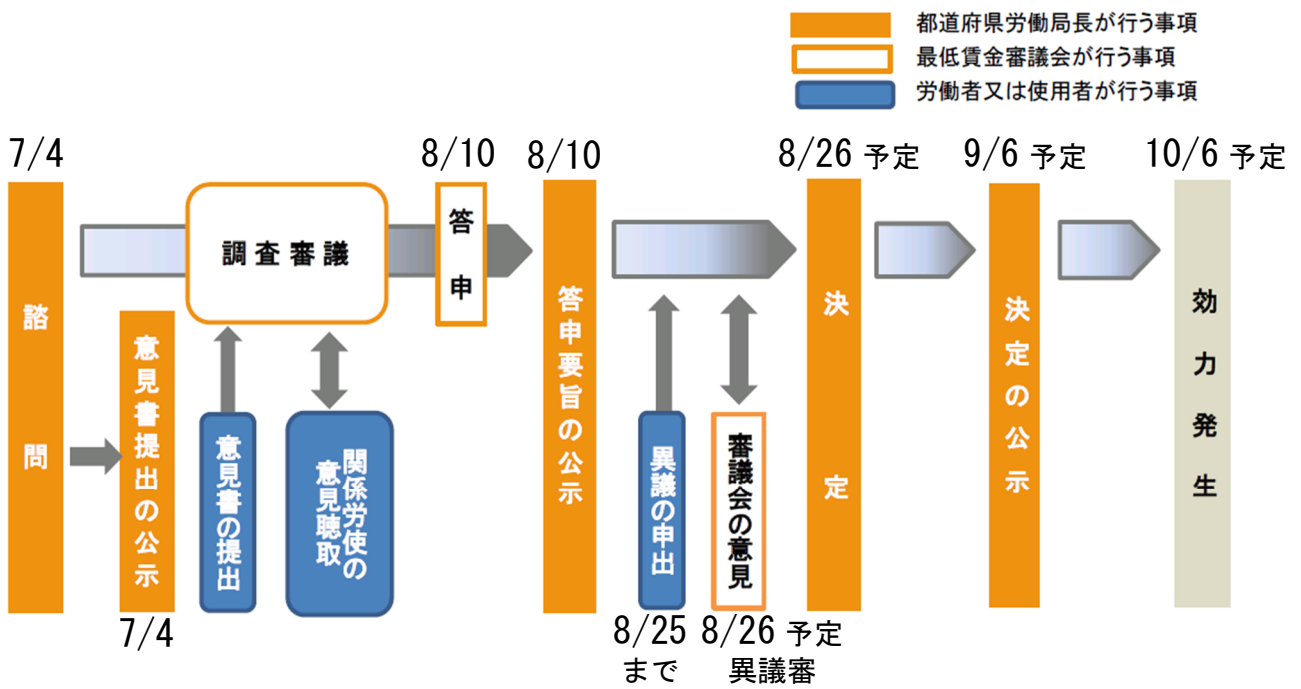 都道府県労働局長が行う事項
最低賃金審議会が行う事項
労働者又は使用者が行う事項
7/4
8/10
8/10
8/26 予定
9/6 予定
10/6 予定
諮問
意見書提出の公示
7/4
調査審議
意見書の提出
関係労使の
意見聴取
答申
答申要旨の公示
異議の申出
8/25
まで
審議会の意見
8/26 予定
異議審
決定
決定の公示
効力発生